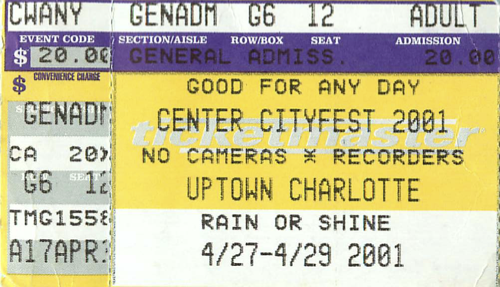 CWANY GENADM G6 12 ADULT
EVENT CODE SECTION/AISLE ROW/BOX SEAT ADMISSION
$ 20.00 GENERAL ADMISS. 20.00
$ CONVENIENCE CHARGE GOOD FOR ANY DAY
GENADM CENTER CITYFEST 2001
ticketmaster
CA 20X NO CAMERAS * RECORDERS
G6 12 UPTOWN CHARLOTTE
TMG1558 RAIN OR SHINE
A17APR 4/27-4/29 2001